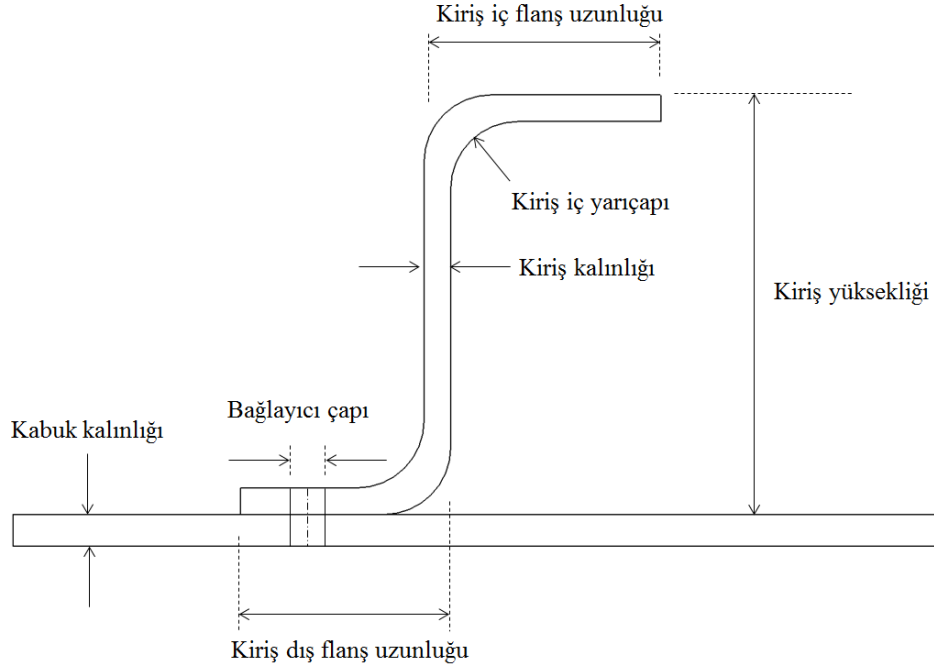 Kiriş iç flanş uzunluğu
Kiriş iç yarıçapı
Kiriş kalınlığı
Kiriş yüksekliği
Bağlayıcı çapı
Kabuk kalınlığı
Kiriş dış flanş uzunluğu